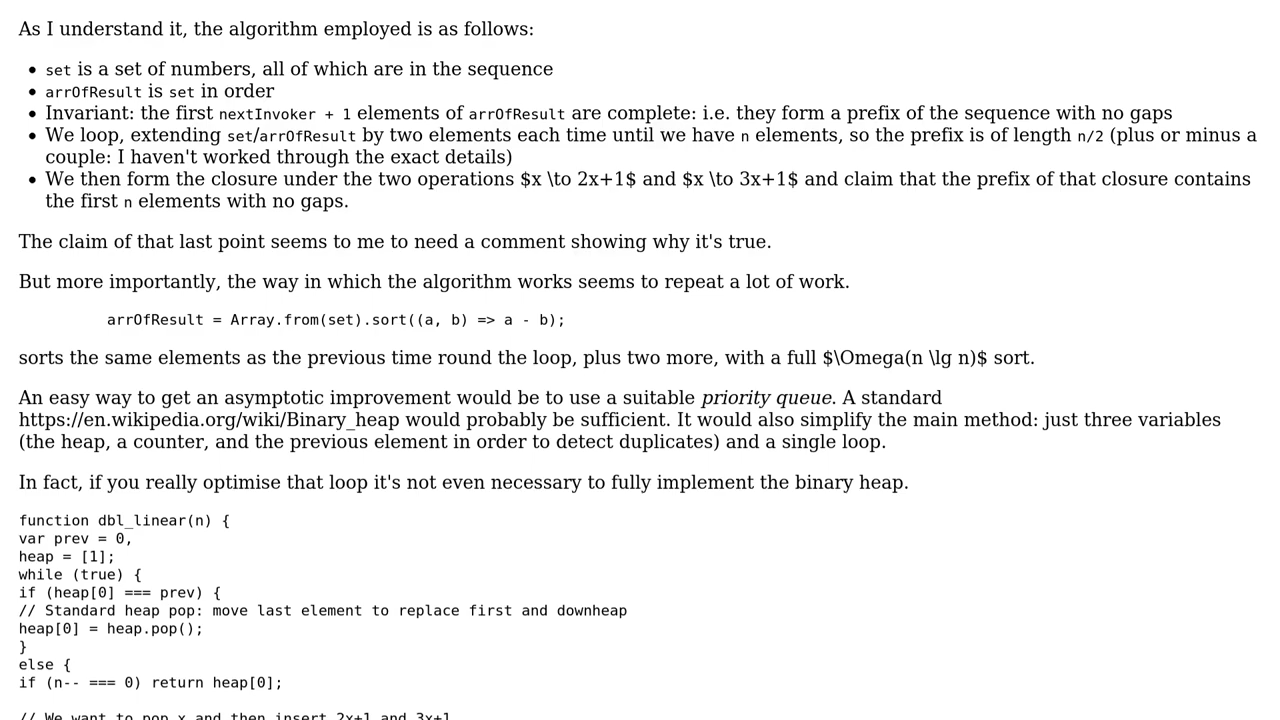 As I understand it, the algorithm employed is as follows:
• set is a set of numbers, all of which are in the sequence
• arrOfResult is set in order
• Invariant: the first nextInvoker + 1 elements of arrOfResult are complete: i.e. they form a prefix of the sequence with no gaps
• We loop, extending set/arrOfResult by two elements each time until we have n elements, so the prefix is of length n/2 (plus or minus a
couple: I haven't worked through the exact details)
• We then form the closure under the two operations $x \to 2x+1$ and $x \to 3x+1$ and claim that the prefix of that closure contains
the first n elements with no gaps.
The claim of that last point seems to me to need a comment showing why it's true.
But more importantly, the way in which the algorithm works seems to repeat a lot of work.
arrOfResult = Array.from(set).sort((a, b) => a - b);
sorts the same elements as the previous time round the loop, plus two more, with a full $\Omega(n \lg n)$ sort.
An easy way to get an asymptotic improvement would be to use a suitable priority queue. A standard
https://en.wikipedia.org/wiki/Binary_heap would probably be sufficient. It would also simplify the main method: just three variables
(the heap, a counter, and the previous element in order to detect duplicates) and a single loop.
In fact, if you really optimise that loop it's not even necessary to fully implement the binary heap.
function dbl_linear(n) {
var prev = 0,
heap = [1];
while (true) {
if (heap[0] === prev) {
// Standard heap pop: move last element to replace first and downheap
heap[0] = heap.pop();
}
else {
if (n-- === 0) return heap[0];
// We want to pop x and then insert 2x+1 and 3x+1